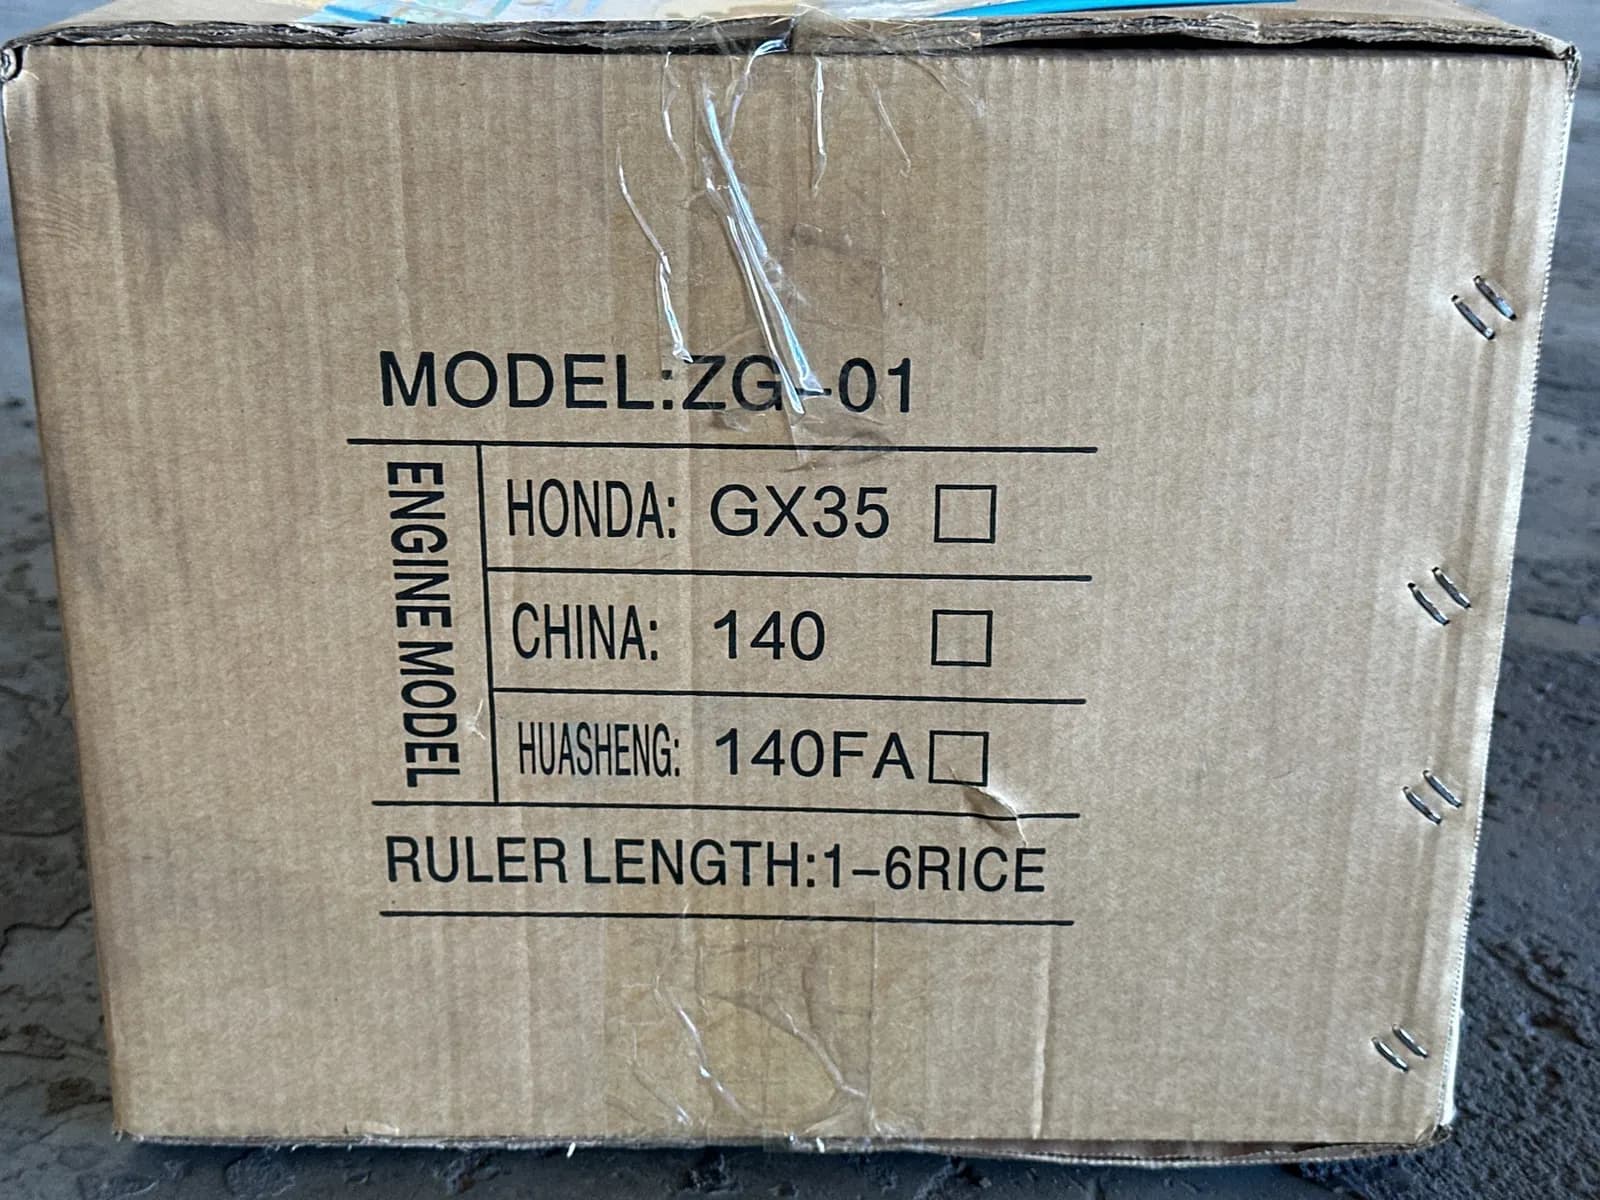 MODEL:ZG-01
ENGINE MODEL
HONDA: GX35
CHINA: 140
HUASHENG: 140FA
RULER LENGTH:1-6RICE